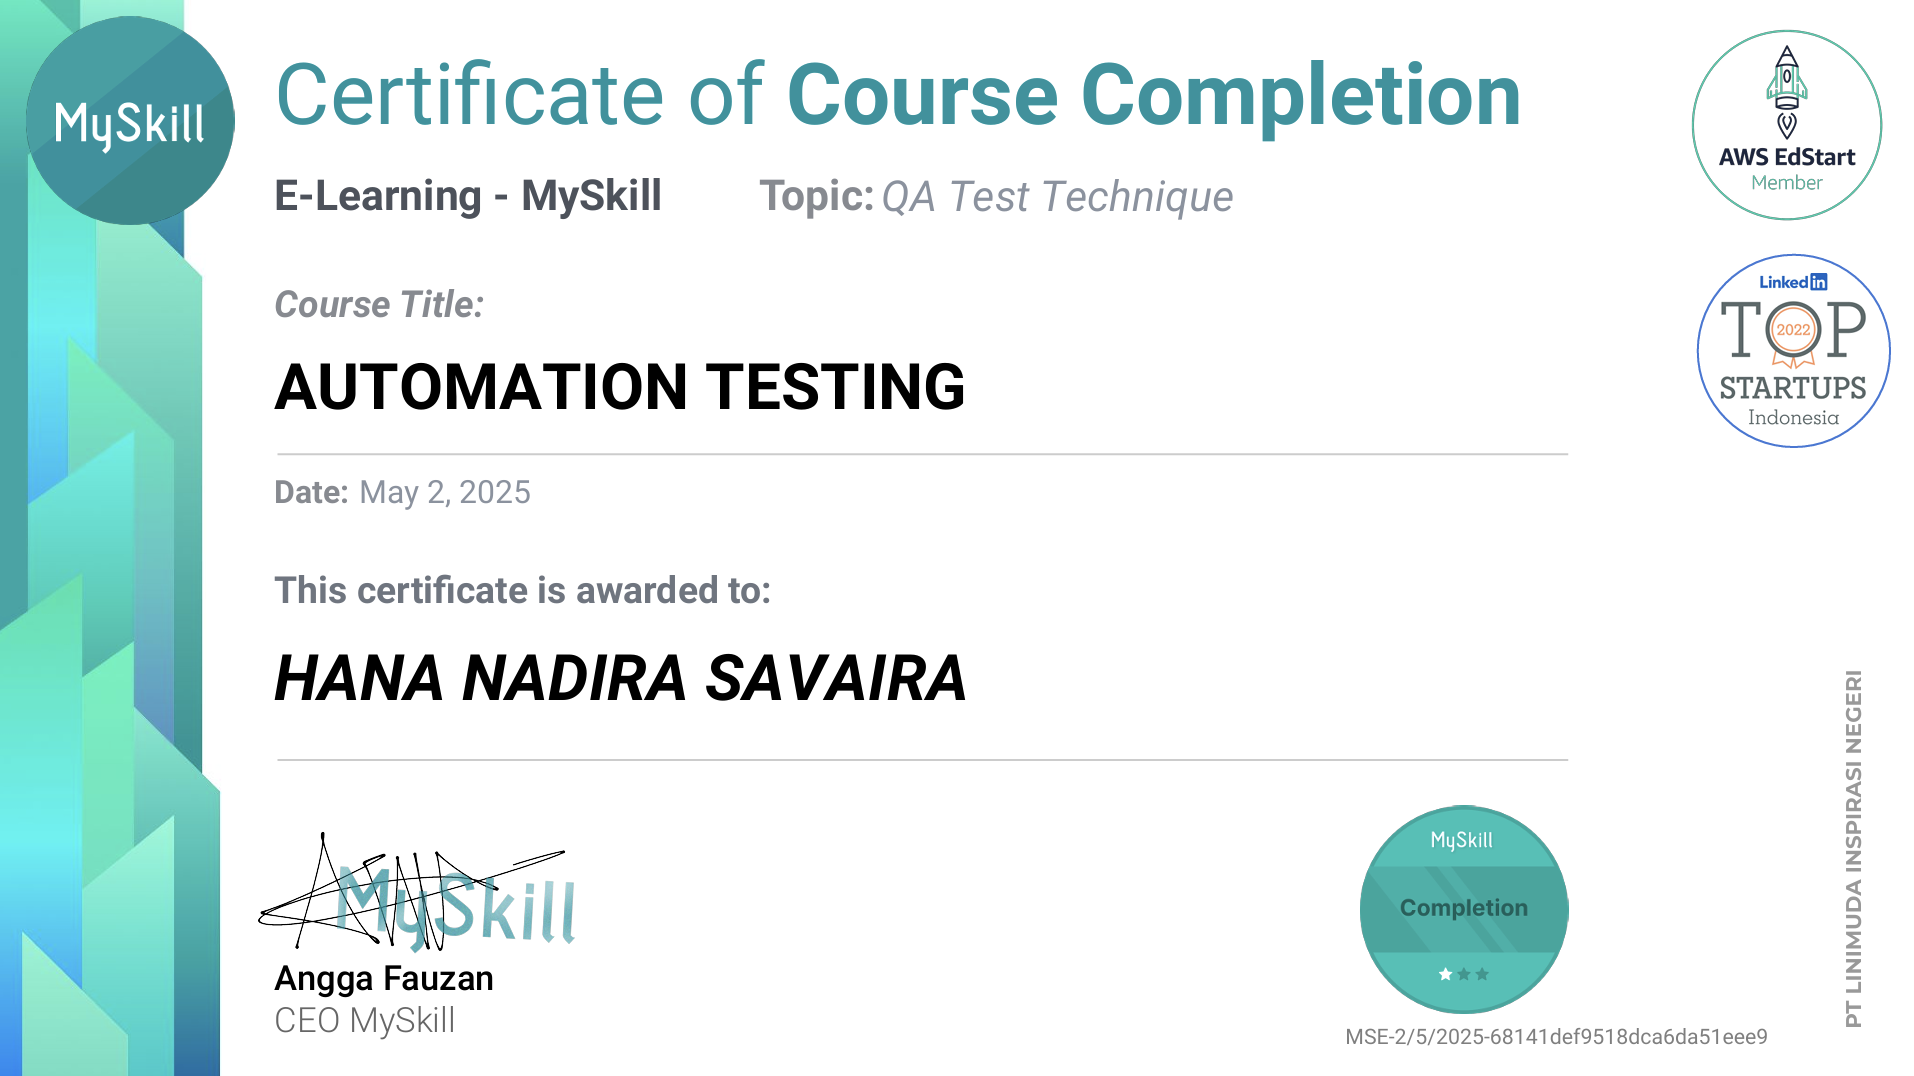 MySkill
Certificate of Course Completion
E-Learning - MySkill
Topic: QA Test Technique
AWS EdStart
Member
LinkedIn
TOP
2022
STARTUPS
Indonesia
Course Title:
AUTOMATION TESTING
Date: May 2, 2025
This certificate is awarded to:
HANA NADIRA SAVAIRA
MySkill
Angga Fauzan
CEO MySkill
MySkill
Completion
MSE-2/5/2025-68141def9518dca6da51eee9
PT LINIMUDA INSPIRASI NEGERI